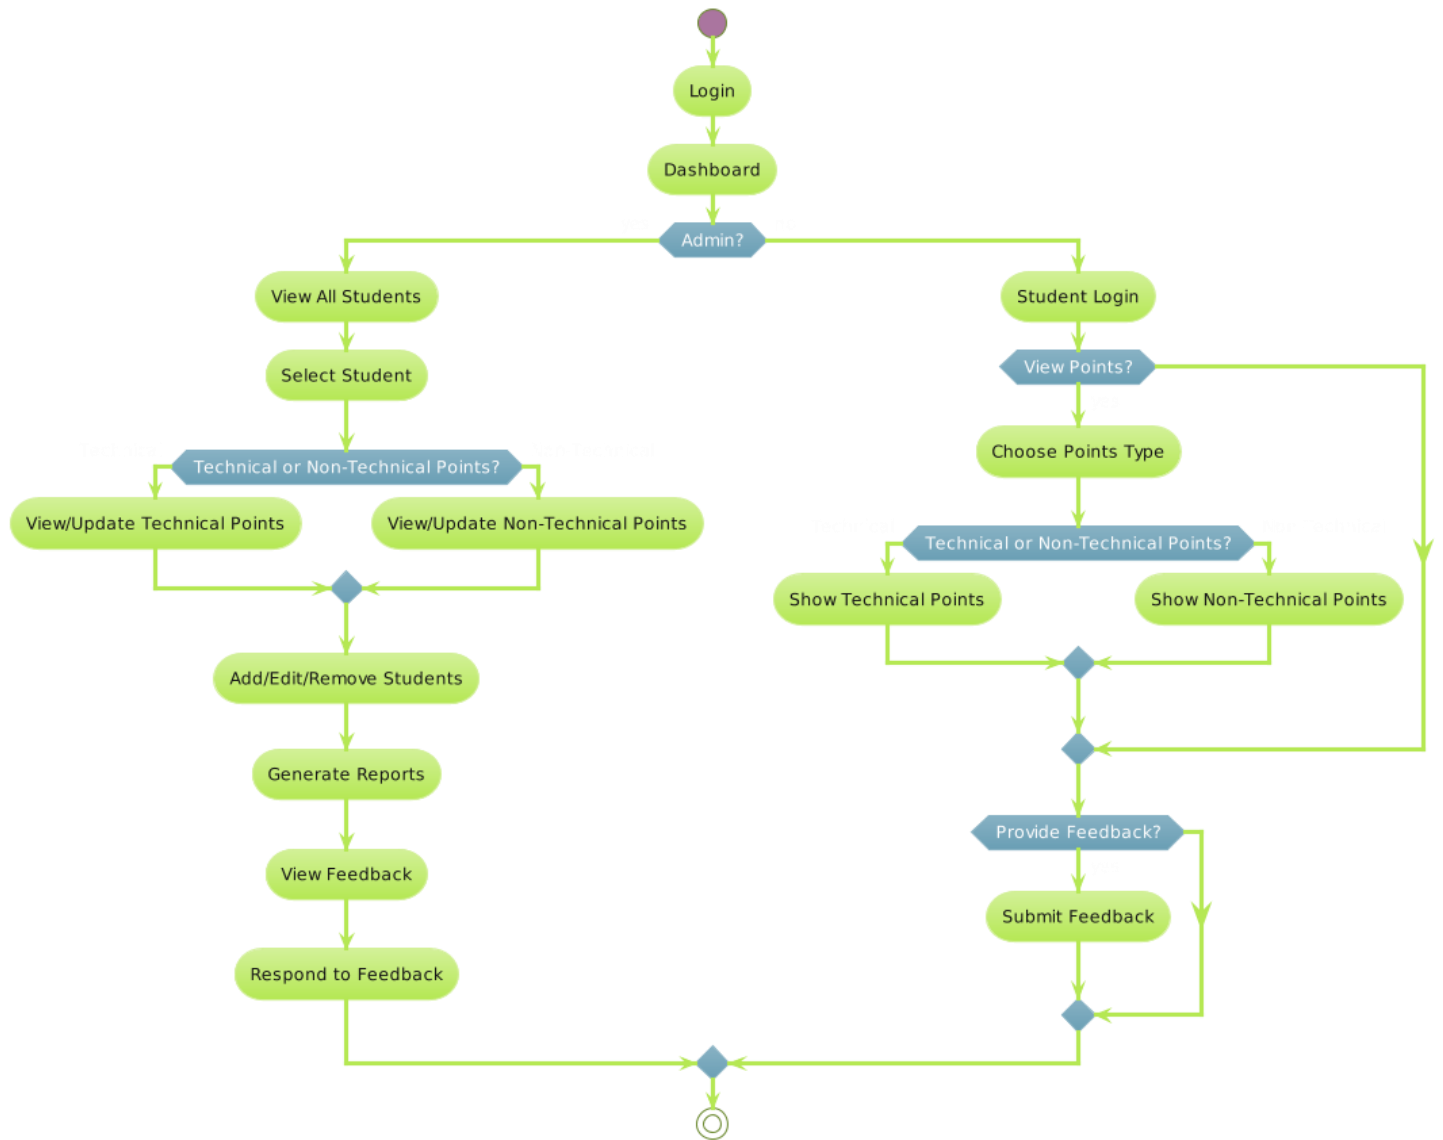 Login
Dashboard
Admin?
View All Students
Select Student
Technical or Non-Technical Points?
View/Update Technical Points
View/Update Non-Technical Points
Add/Edit/Remove Students
Generate Reports
View Feedback
Respond to Feedback
Student Login
View Points?
Choose Points Type
Technical or Non-Technical Points?
Show Technical Points
Show Non-Technical Points
Provide Feedback?
Submit Feedback